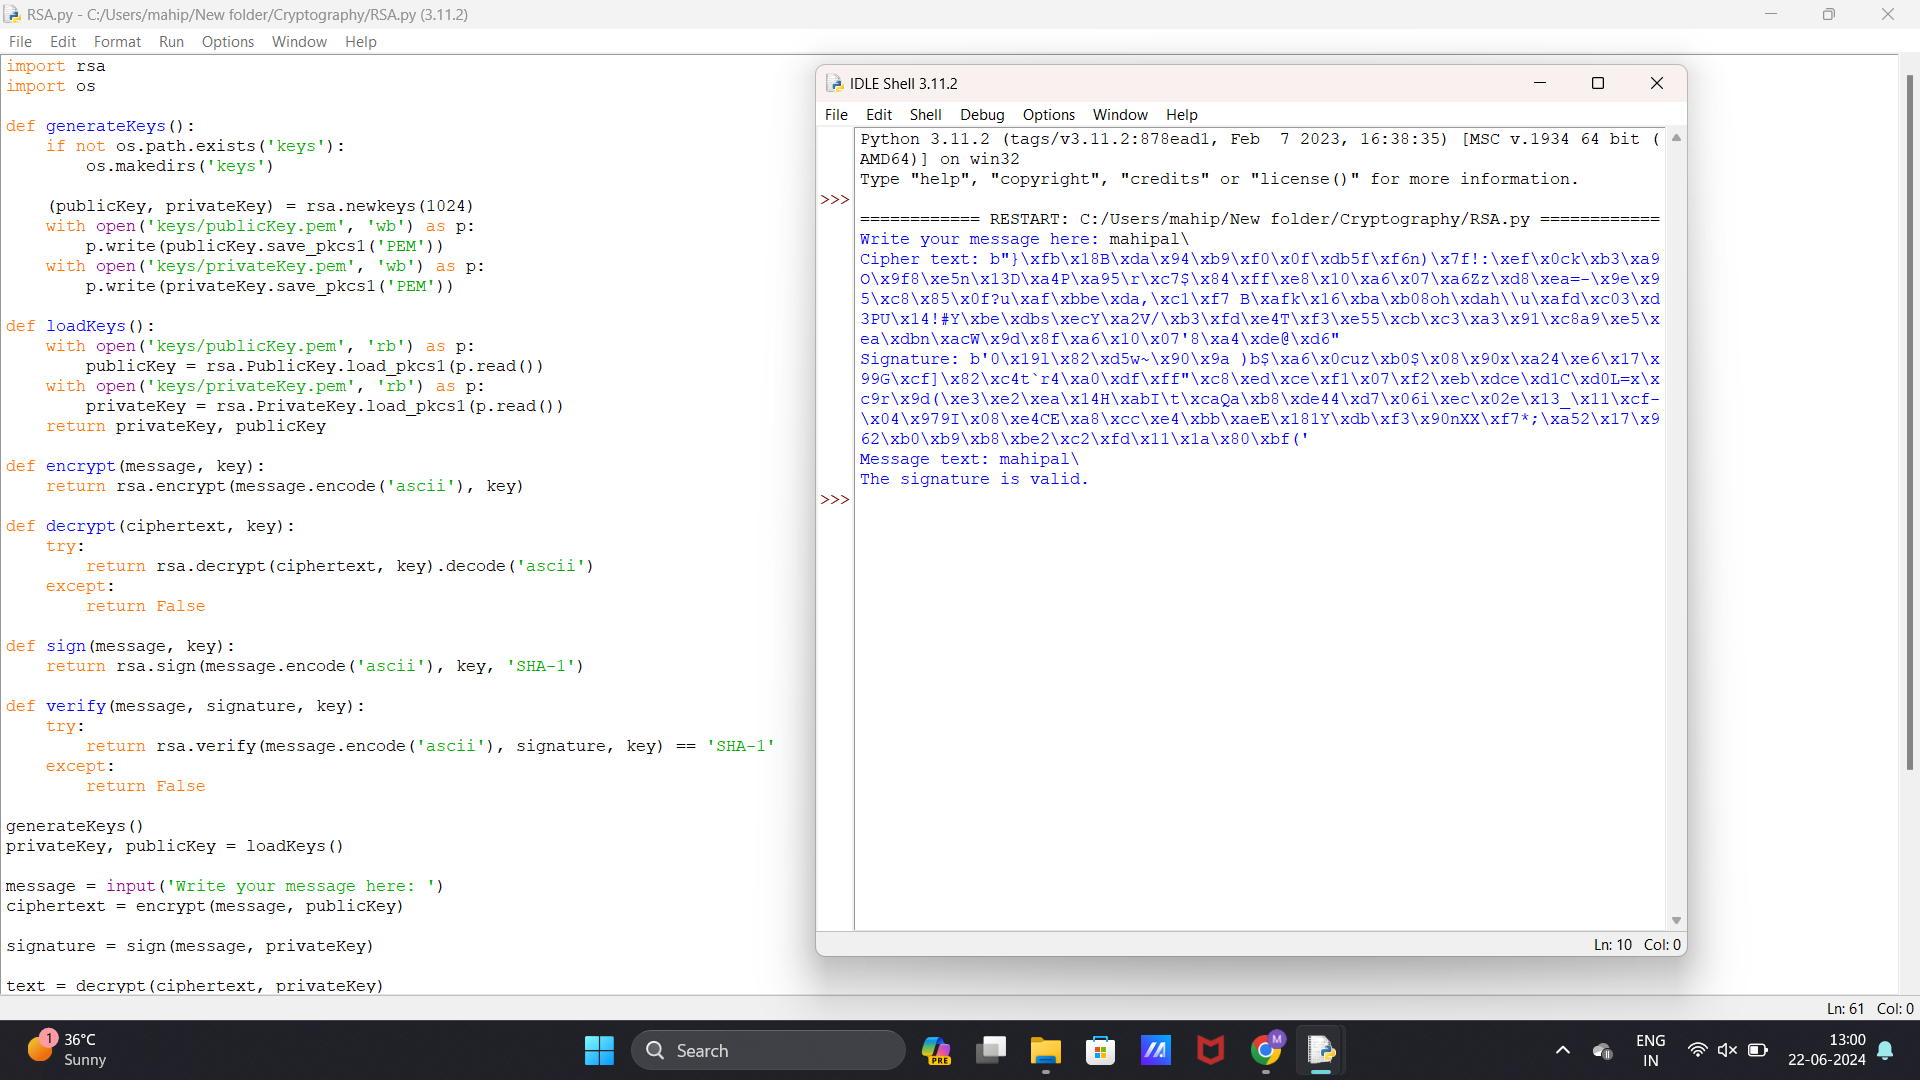 RSA.py - C:/Users/mahip/New folder/Cryptography/RSA.py (3.11.2)
File Edit Format Run Options Window Help
import rsa
import os
def generateKeys():
    if not os.path.exists('keys'):
        os.makedirs('keys')
    (publicKey, privateKey) = rsa.newkeys(1024)
    with open('keys/publicKey.pem', 'wb') as p:
        p.write(publicKey.save_pkcs1('PEM'))
    with open('keys/privateKey.pem', 'wb') as p:
        p.write(privateKey.save_pkcs1('PEM'))
def loadKeys():
    with open('keys/publicKey.pem', 'rb') as p:
        publicKey = rsa.PublicKey.load_pkcs1(p.read())
    with open('keys/privateKey.pem', 'rb') as p:
        privateKey = rsa.PrivateKey.load_pkcs1(p.read())
    return privateKey, publicKey
def encrypt(message, key):
    return rsa.encrypt(message.encode('ascii'), key)
def decrypt(ciphertext, key):
    try:
        return rsa.decrypt(ciphertext, key).decode('ascii')
    except:
        return False
def sign(message, key):
    return rsa.sign(message.encode('ascii'), key, 'SHA-1')
def verify(message, signature, key):
    try:
        return rsa.verify(message.encode('ascii'), signature, key) == 'SHA-1'
    except:
        return False
generateKeys()
privateKey, publicKey = loadKeys()
message = input('Write your message here: ')
ciphertext = encrypt(message, publicKey)
signature = sign(message, privateKey)
text = decrypt(ciphertext, privateKey)
IDLE Shell 3.11.2
File Edit Shell Debug Options Window Help
Python 3.11.2 (tags/v3.11.2:878ead1, Feb  7 2023, 16:38:35) [MSC v.1934 64 bit (
AMD64)] on win32
Type "help", "copyright", "credits" or "license()" for more information.
>>>
============ RESTART: C:/Users/mahip/New folder/Cryptography/RSA.py ============
Write your message here: mahipal\
Cipher text: b"}\xfb\x18B\xda\x94\xb9\xf0\x0f\xdb5f\xf6n)\x7f!:\xef\x0ck\xb3\xa9
O\x9f8\xe5n\x13D\xa4P\xa95\r\xc7$\x84\xff\xe8\x10\xa6\x07\xa6Zz\xd8\xea=-\x9e\x9
5\xc8\x85\x0f?u\xaf\xbbe\xda,\xc1\xf7 B\xafk\x16\xba\xb08oh\xdah\\u\xafd\xc03\xd
3PU\x14!#Y\xbe\xdbs\xecY\xa2V/\xb3\xfd\xe4T\xf3\xe55\xcb\xc3\xa3\x91\xc8a9\xe5\x
ea\xdbn\xacW\x9d\x8f\xa6\x10\x07'8\xa4\xde@\xd6"
Signature: b'0\x19l\x82\xd5w~\x90\x9a )b$\xa6\x0cuz\xb0$\x08\x90x\xa24\xe6\x17\x
99G\xcf]\x82\xc4t`r4\xa0\xdf\xff"\xc8\xed\xce\xf1\x07\xf2\xeb\xdce\xd1C\xd0L=x\x
c9r\x9d(\xe3\xe2\xea\x14H\xabI\t\xcaQa\xb8\xde44\xd7\x06i\xec\x02e\x13_\x11\xcf-
\x04\x979I\x08\xe4CE\xa8\xcc\xe4\xbb\xaeE\x181Y\xdb\xf3\x90nXX\xf7*;\xa52\x17\x9
62\xb0\xb9\xb8\xbe2\xc2\xfd\x11\x1a\x80\xbf('
Message text: mahipal\
The signature is valid.
>>>
Ln: 10 Col: 0
Ln: 61 Col: 0
1
36°C
Sunny
Search
PRE
M
ENG
IN
13:00
22-06-2024